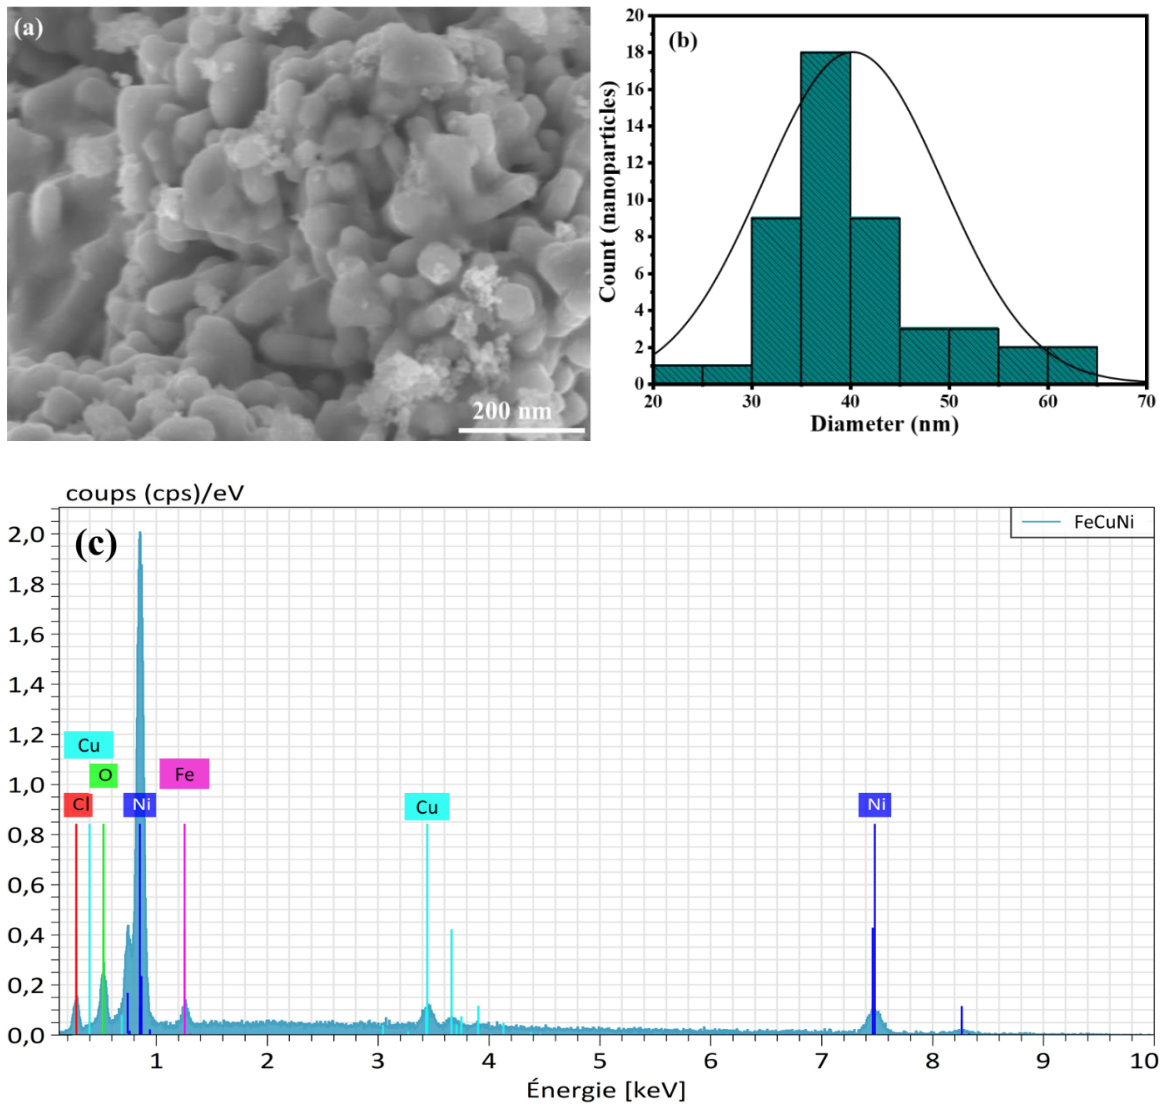 (a)
200 nm
(b)
Count (nanoparticles)
20
18
16
14
12
10
8
6
4
2
0
20 30 40 50 60 70
Diameter (nm)
coups (cps)/eV
(c)
FeCuNi
2,0
1,8
1,6
1,4
1,2
1,0
0,8
0,6
0,4
0,2
0,0
Cu
O Fe
Cl Ni Cu Ni
1 2 3 4 5 6 7 8 9 10
Énergie [keV]